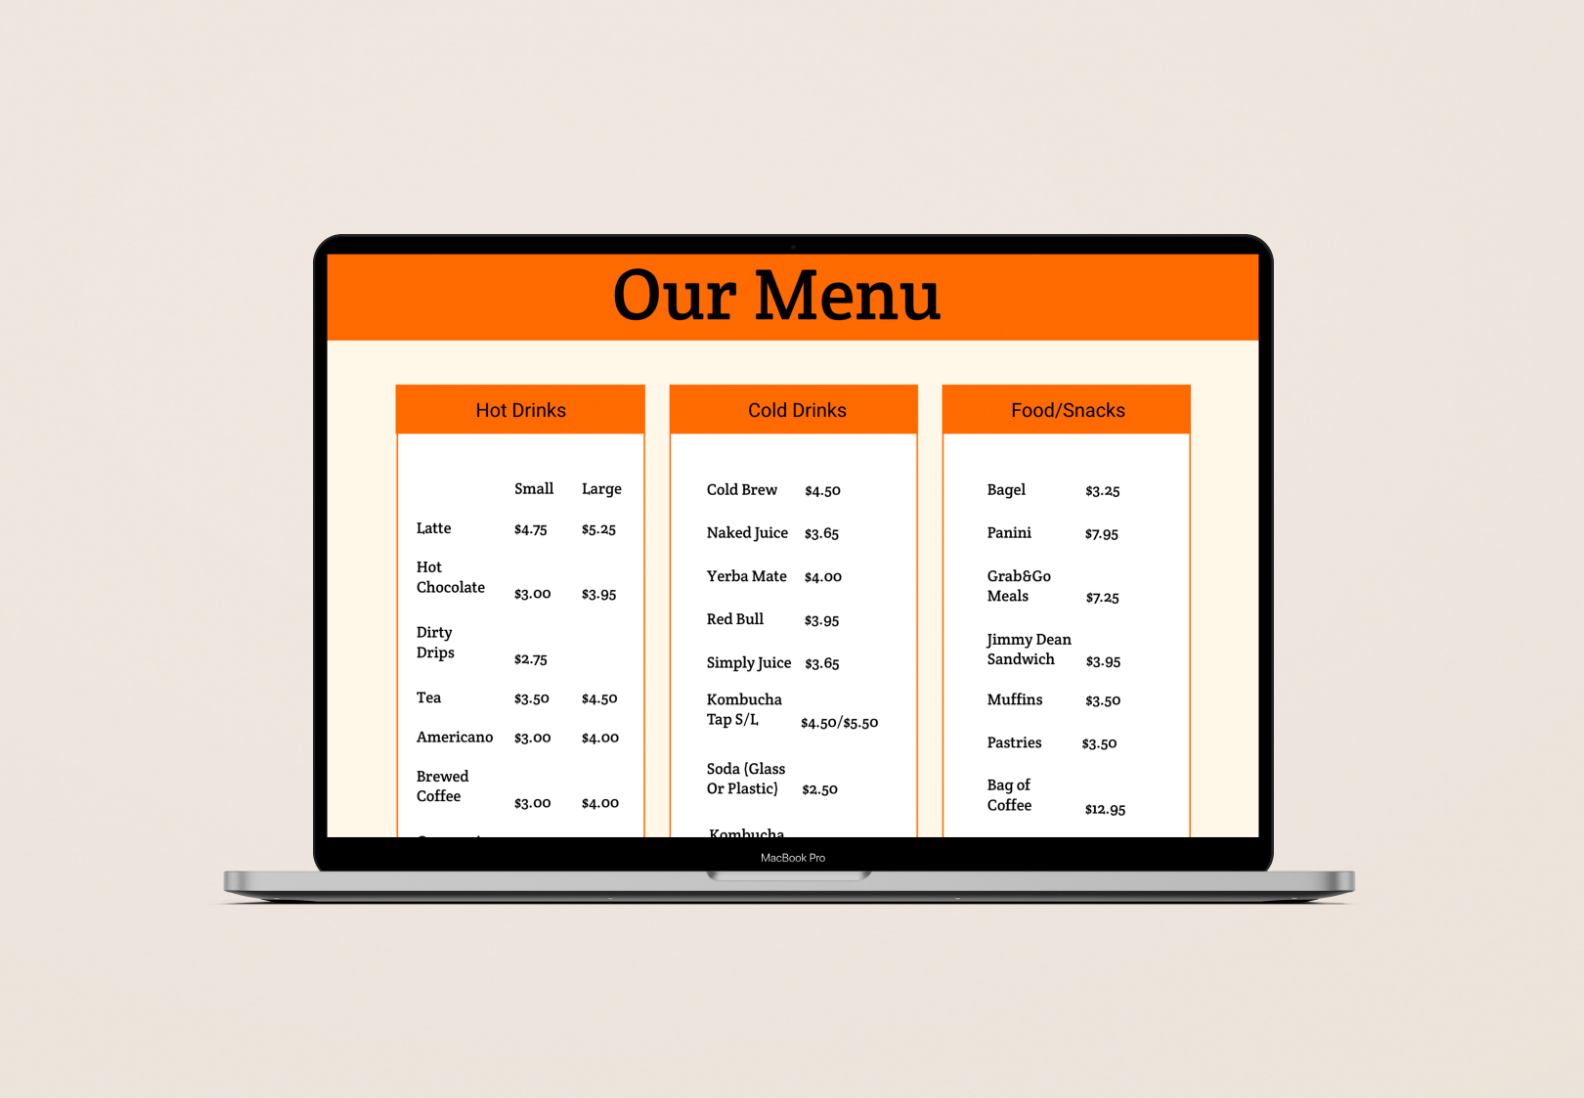 Our Menu
Hot Drinks
Small Large
Latte $4.75 $5.25
Hot
Chocolate $3.00 $3.95
Dirty
Drips $2.75
Tea $3.50 $4.50
Americano $3.00 $4.00
Brewed
Coffee $3.00 $4.00
Cold Drinks
Cold Brew $4.50
Naked Juice $3.65
Yerba Mate $4.00
Red Bull $3.95
Simply Juice $3.65
Kombucha
Tap S/L $4.50/$5.50
Soda (Glass
Or Plastic) $2.50
Kombucha
Food/Snacks
Bagel $3.25
Panini $7.95
Grab&Go
Meals $7.25
Jimmy Dean
Sandwich $3.95
Muffins $3.50
Pastries $3.50
Bag of
Coffee $12.95
MacBook Pro